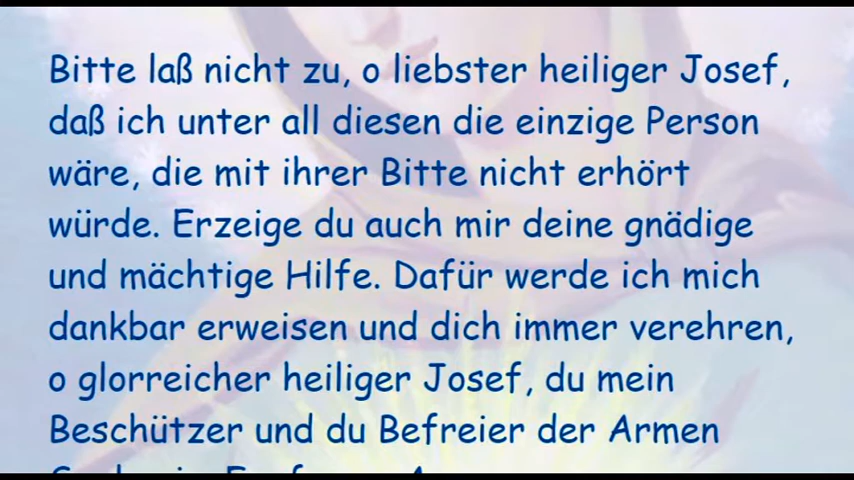 Bitte laß nicht zu, o liebster heiliger Josef,
daß ich unter all diesen die einzige Person
wäre, die mit ihrer Bitte nicht erhört
würde. Erzeige du auch mir deine gnädige
und mächtige Hilfe. Dafür werde ich mich
dankbar erweisen und dich immer verehren,
o glorreicher heiliger Josef, du mein
Beschützer und du Befreier der Armen